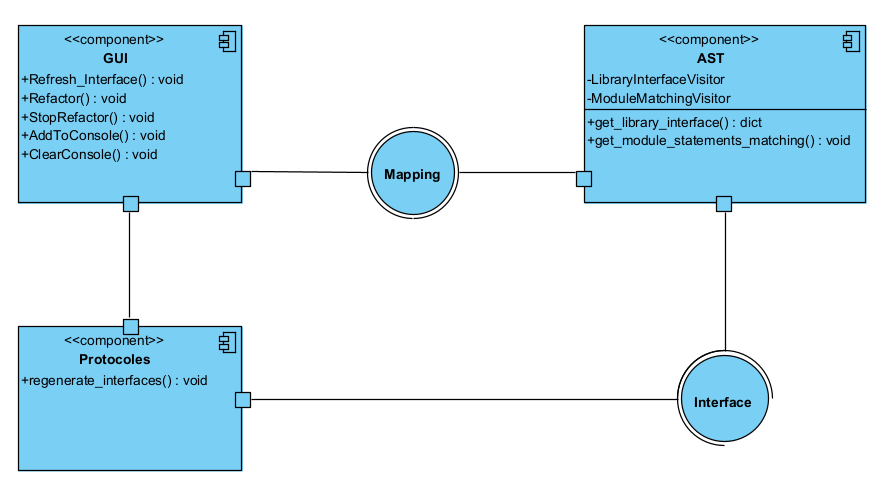 <<component>>
GUI
+Refresh_Interface() : void
+Refactor() : void
+StopRefactor() : void
+AddToConsole() : void
+ClearConsole() : void
Mapping
<<component>>
AST
-LibraryInterfaceVisitor
-ModuleMatchingVisitor
+get_library_interface() : dict
+get_module_statements_matching() : void
<<component>>
Protocoles
+regenerate_interfaces() : void
Interface